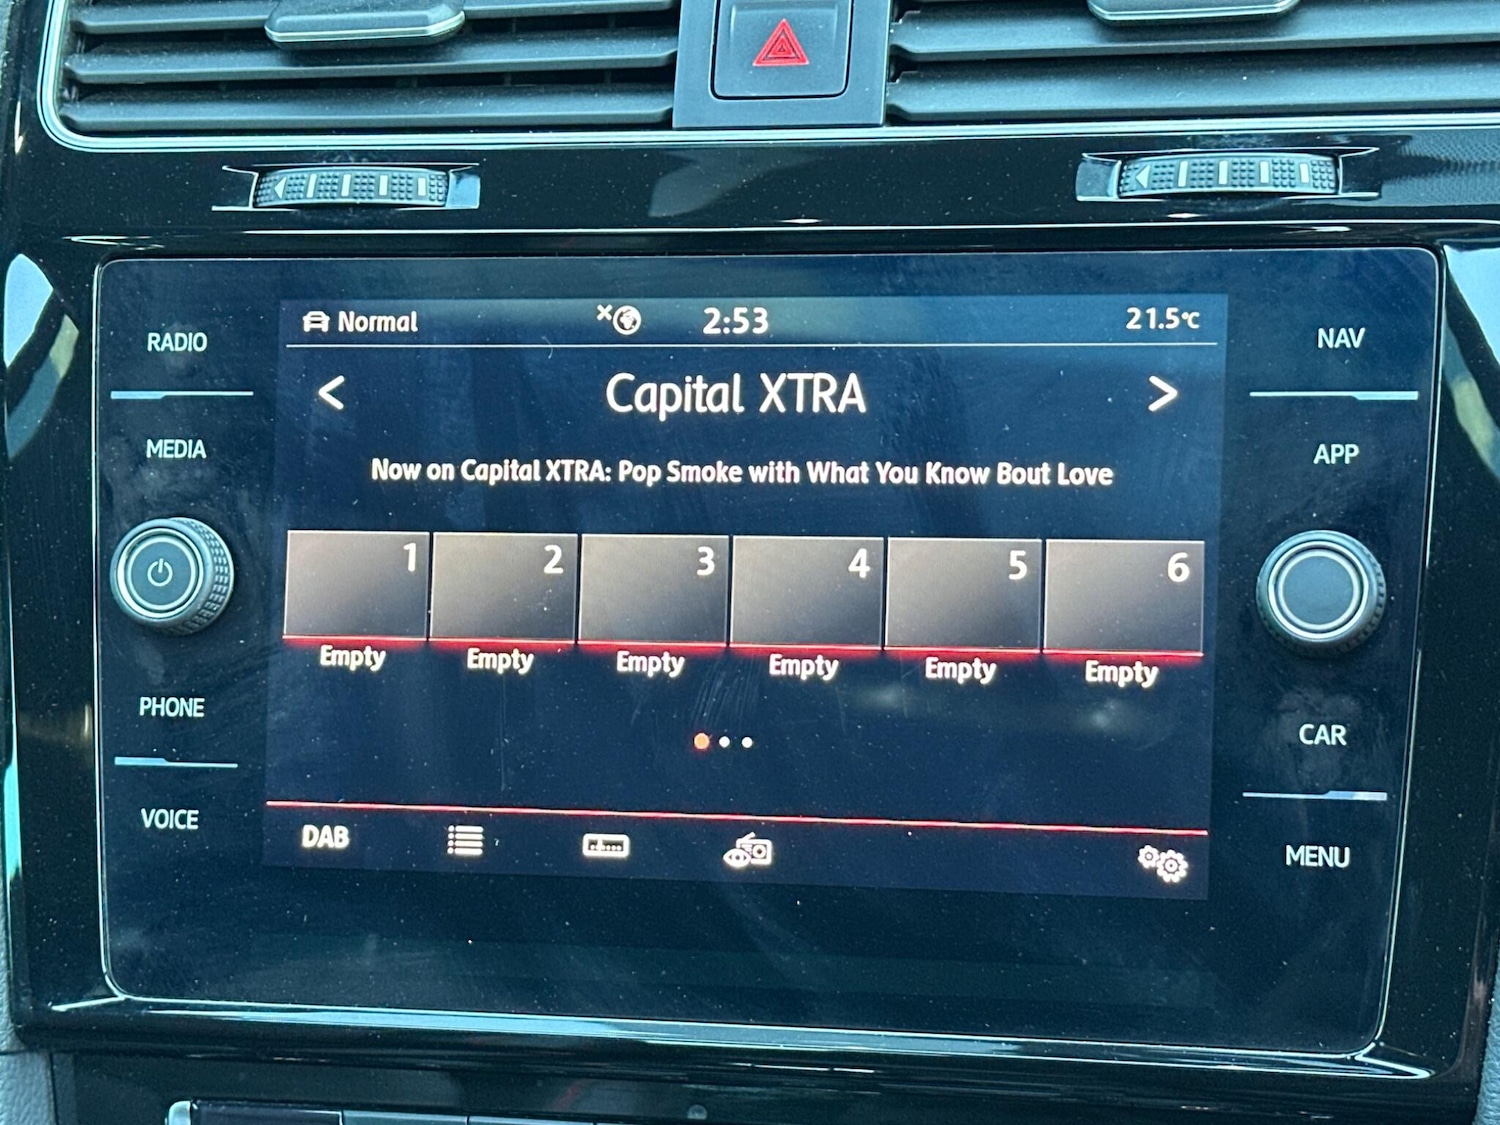 Normal 2:53 21.5°C
RADIO
NAV
< Capital XTRA >
MEDIA
APP
Now on Capital XTRA: Pop Smoke with What You Know Bout Love
1 2 3 4 5 6
Empty Empty Empty Empty Empty Empty
PHONE
CAR
VOICE
DAB
MENU